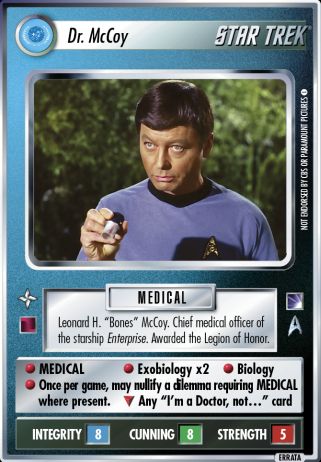 Dr. McCoy
STAR TREK
NOT ENDORSED BY CBS OR PARAMOUNT PICTURES
MEDICAL
Leonard H. "Bones" McCoy. Chief medical officer of
the starship Enterprise. Awarded the Legion of Honor.
• MEDICAL • Exobiology x2 • Biology
• Once per game, may nullify a dilemma requiring MEDICAL
where present. ▼ Any "I'm a Doctor, not…" card
INTEGRITY 8 CUNNING 8 STRENGTH 5
ERRATA